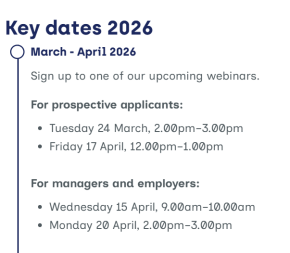 Key dates 2026
March - April 2026
Sign up to one of our upcoming webinars.
For prospective applicants:
• Tuesday 24 March, 2.00pm–3.00pm
• Friday 17 April, 12.00pm–1.00pm
For managers and employers:
• Wednesday 15 April, 9.00am–10.00am
• Monday 20 April, 2.00pm–3.00pm